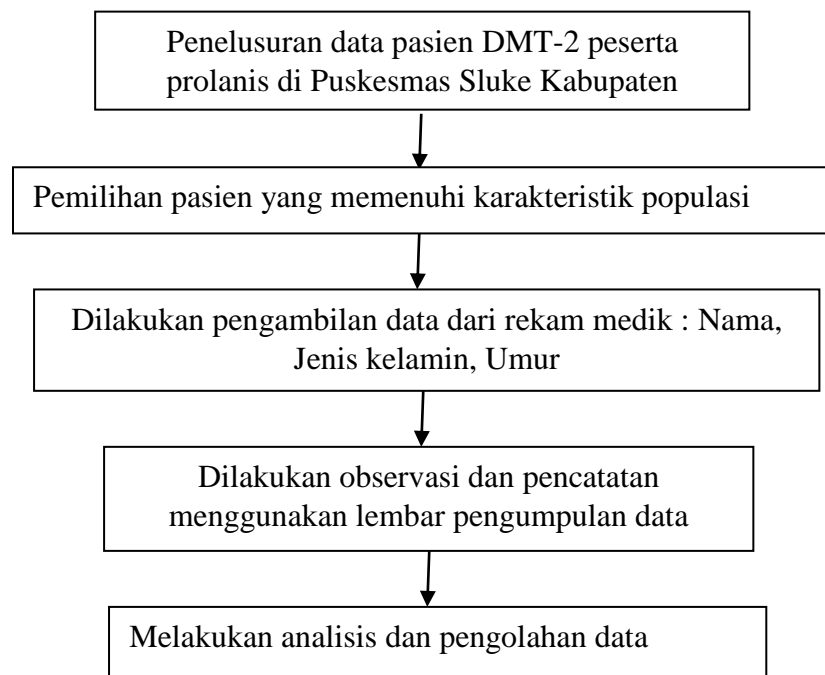 Penelusuran data pasien DMT-2 peserta
prolanis di Puskesmas Sluke Kabupaten
Pemilihan pasien yang memenuhi karakteristik populasi
Dilakukan pengambilan data dari rekam medik : Nama,
Jenis kelamin, Umur
Dilakukan observasi dan pencatatan
menggunakan lembar pengumpulan data
Melakukan analisis dan pengolahan data